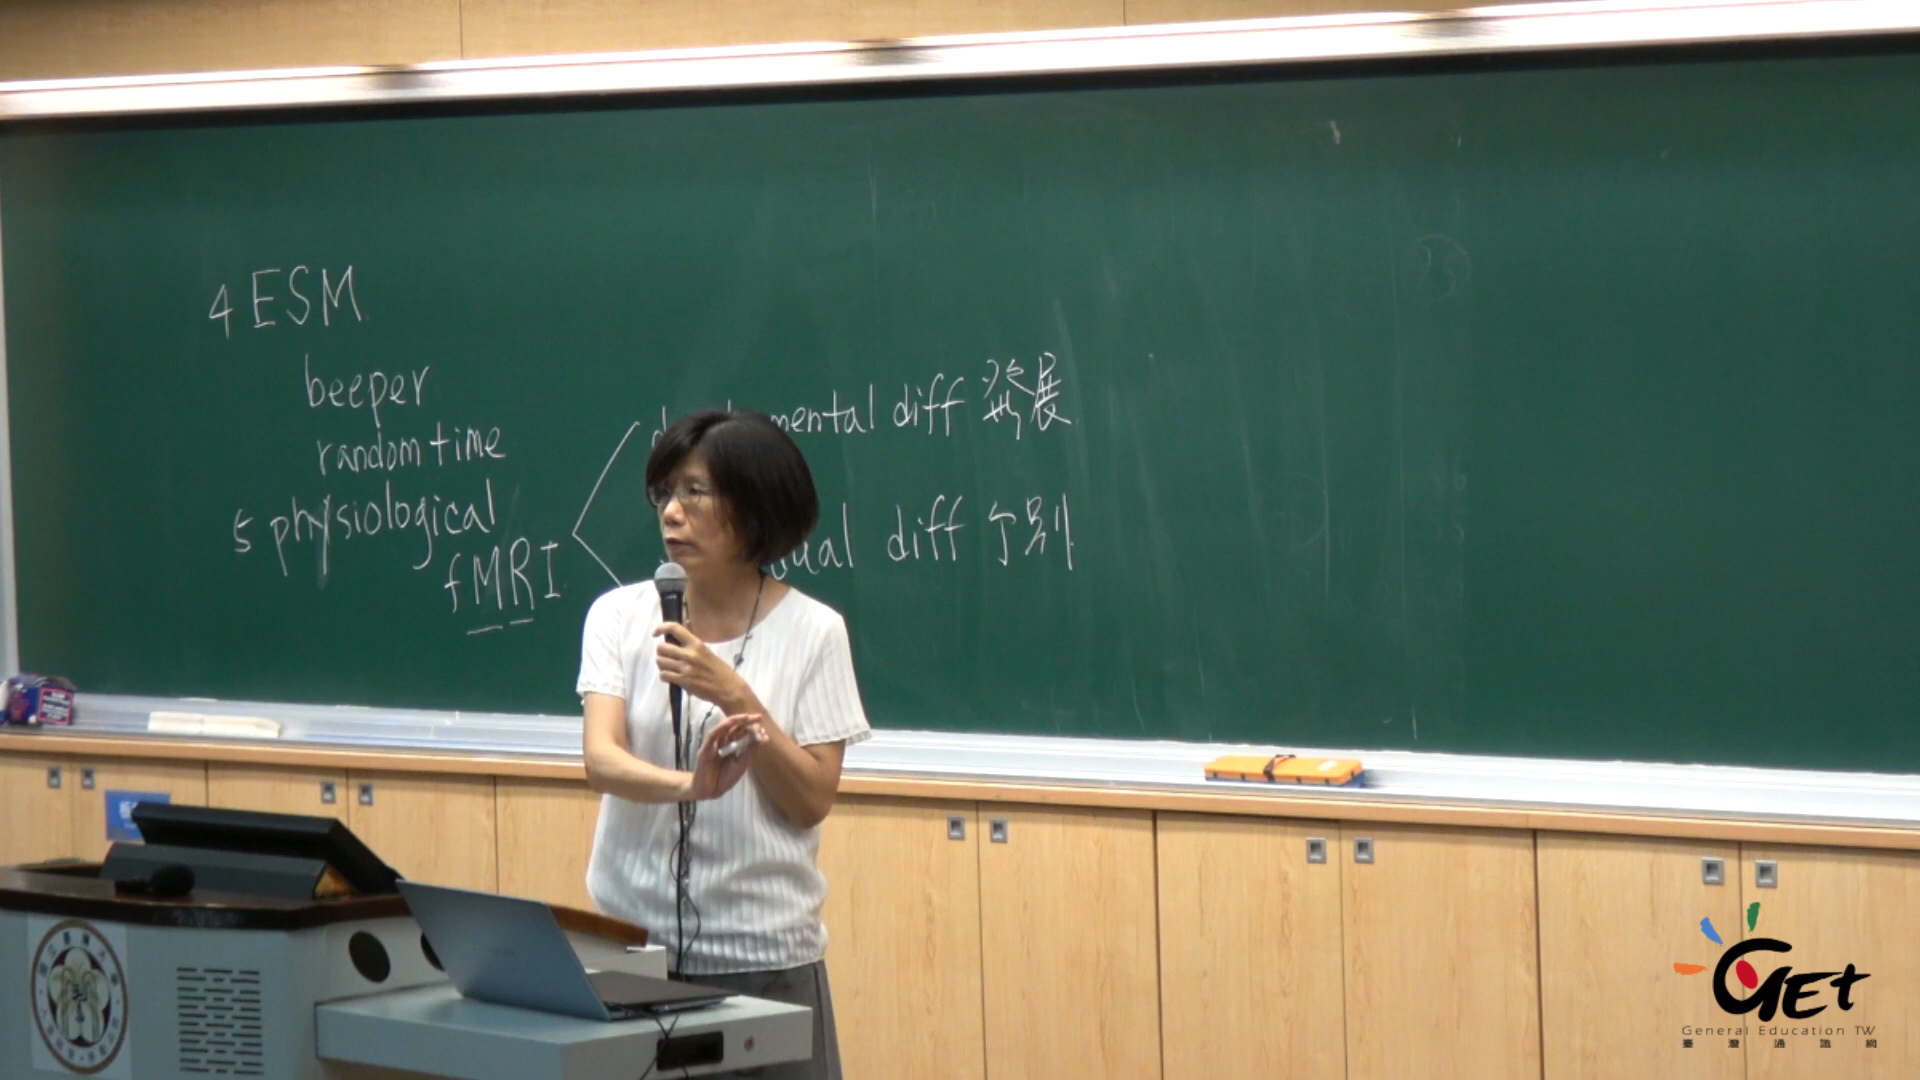 4 ESM
beeper
random time
5 physiological
fMRI
mental diff 發展
ual diff 个別
GEt
General Education TW
臺灣通識網